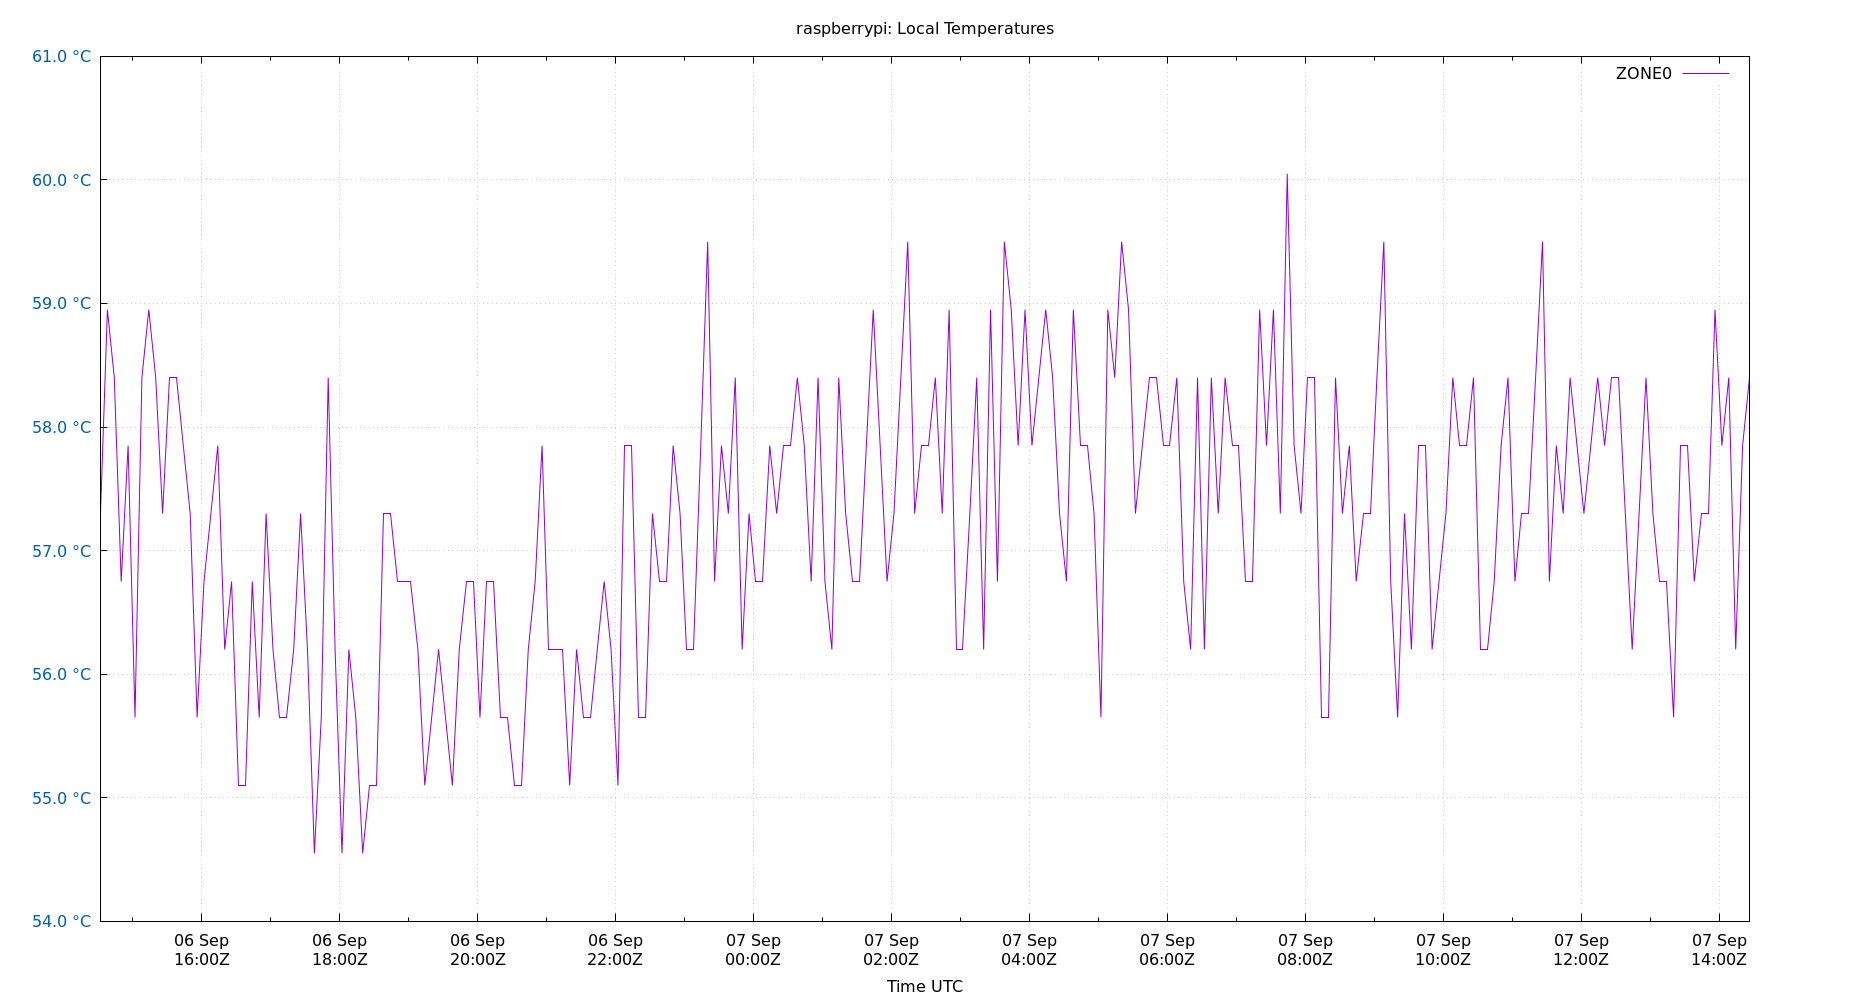 raspberrypi: Local Temperatures
61.0 °C
ZONE0
60.0 °C
59.0 °C
58.0 °C
57.0 °C
56.0 °C
55.0 °C
54.0 °C
06 Sep 06 Sep 06 Sep 06 Sep 07 Sep 07 Sep 07 Sep 07 Sep 07 Sep 07 Sep 07 Sep 07 Sep
16:00Z 18:00Z 20:00Z 22:00Z 00:00Z 02:00Z 04:00Z 06:00Z 08:00Z 10:00Z 12:00Z 14:00Z
Time UTC